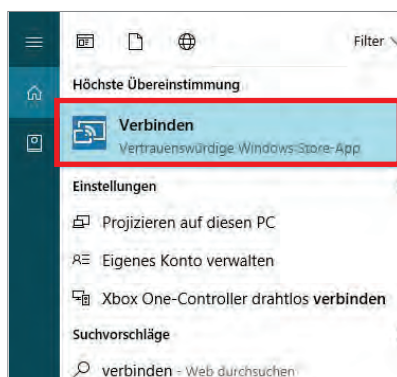 Filter
Höchste Übereinstimmung
Verbinden
Vertrauenswürdige Windows Store-App
Einstellungen
Projizieren auf diesen PC
Eigenes Konto verwalten
Xbox One-Controller drahtlos verbinden
Suchvorschläge
verbinden - Web durchsuchen